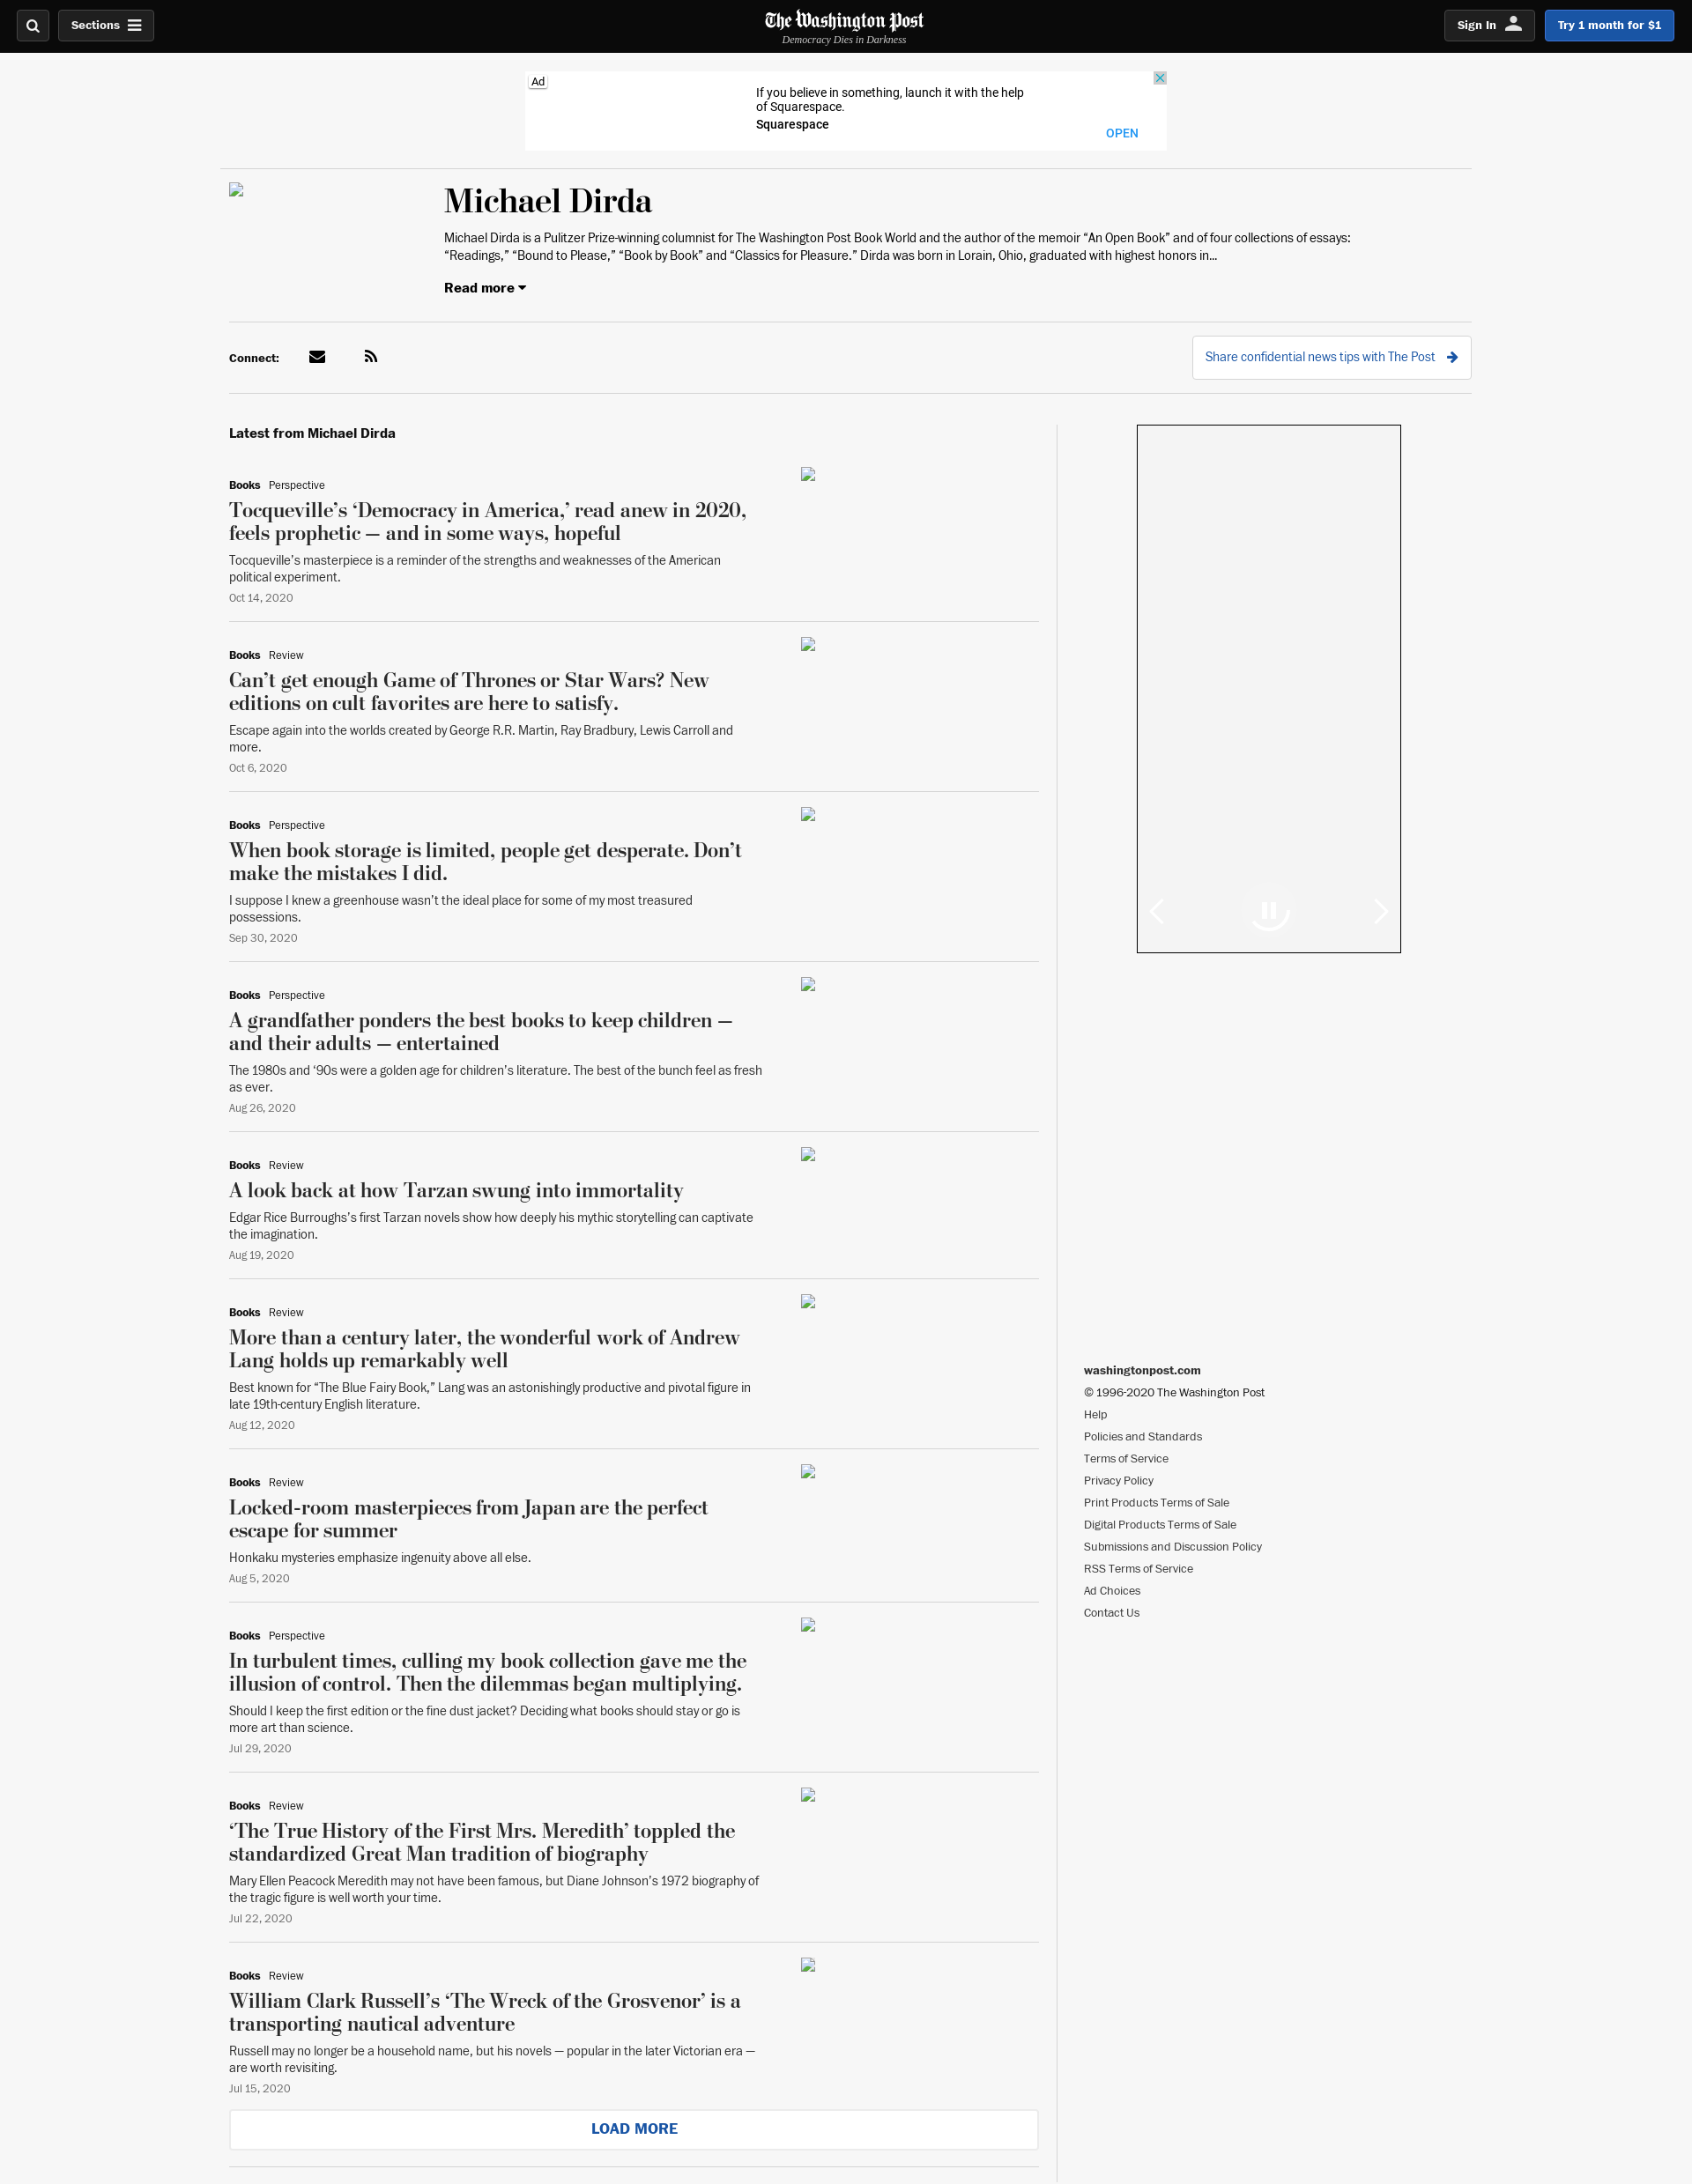 Sections
The Washington Post
Democracy Dies in Darkness
Sign In
Try 1 month for $1
Ad
If you believe in something, launch it with the help
of Squarespace.
Squarespace
OPEN
Michael Dirda
Michael Dirda is a Pulitzer Prize-winning columnist for The Washington Post Book World and the author of the memoir “An Open Book” and of four collections of essays:
“Readings,” “Bound to Please,” “Book by Book” and “Classics for Pleasure.” Dirda was born in Lorain, Ohio, graduated with highest honors in...
Read more
Connect:
Share confidential news tips with The Post
Latest from Michael Dirda
Books Perspective
Tocqueville’s ‘Democracy in America,’ read anew in 2020,
feels prophetic — and in some ways, hopeful
Tocqueville’s masterpiece is a reminder of the strengths and weaknesses of the American
political experiment.
Oct 14, 2020
Books Review
Can’t get enough Game of Thrones or Star Wars? New
editions on cult favorites are here to satisfy.
Escape again into the worlds created by George R.R. Martin, Ray Bradbury, Lewis Carroll and
more.
Oct 6, 2020
Books Perspective
When book storage is limited, people get desperate. Don’t
make the mistakes I did.
I suppose I knew a greenhouse wasn’t the ideal place for some of my most treasured
possessions.
Sep 30, 2020
Books Perspective
A grandfather ponders the best books to keep children —
and their adults — entertained
The 1980s and ‘90s were a golden age for children’s literature. The best of the bunch feel as fresh
as ever.
Aug 26, 2020
Books Review
A look back at how Tarzan swung into immortality
Edgar Rice Burroughs’s first Tarzan novels show how deeply his mythic storytelling can captivate
the imagination.
Aug 19, 2020
Books Review
More than a century later, the wonderful work of Andrew
Lang holds up remarkably well
Best known for “The Blue Fairy Book,” Lang was an astonishingly productive and pivotal figure in
late 19th-century English literature.
Aug 12, 2020
Books Review
Locked-room masterpieces from Japan are the perfect
escape for summer
Honkaku mysteries emphasize ingenuity above all else.
Aug 5, 2020
Books Perspective
In turbulent times, culling my book collection gave me the
illusion of control. Then the dilemmas began multiplying.
Should I keep the first edition or the fine dust jacket? Deciding what books should stay or go is
more art than science.
Jul 29, 2020
Books Review
‘The True History of the First Mrs. Meredith’ toppled the
standardized Great Man tradition of biography
Mary Ellen Peacock Meredith may not have been famous, but Diane Johnson’s 1972 biography of
the tragic figure is well worth your time.
Jul 22, 2020
Books Review
William Clark Russell’s ‘The Wreck of the Grosvenor’ is a
transporting nautical adventure
Russell may no longer be a household name, but his novels — popular in the later Victorian era —
are worth revisiting.
Jul 15, 2020
LOAD MORE
washingtonpost.com
© 1996-2020 The Washington Post
Help
Policies and Standards
Terms of Service
Privacy Policy
Print Products Terms of Sale
Digital Products Terms of Sale
Submissions and Discussion Policy
RSS Terms of Service
Ad Choices
Contact Us